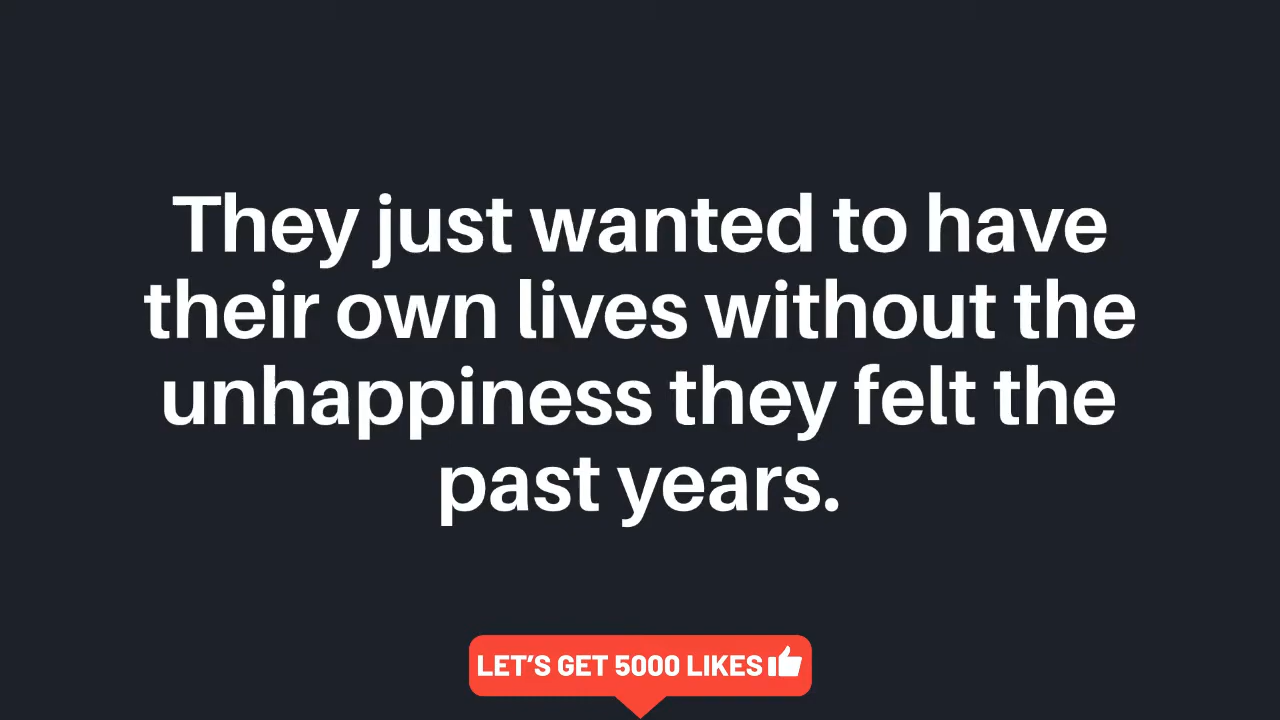 They just wanted to have
their own lives without the
unhappiness they felt the
past years.
LET'S GET 5000 LIKES